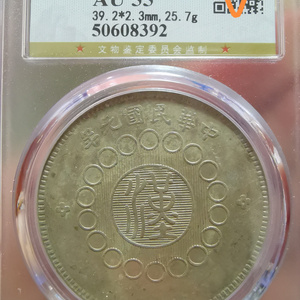 AU 53
39.2*2.3mm,25.7g
50608392
★ 文物鉴定委员会监制 ★
中華民國元年
漢